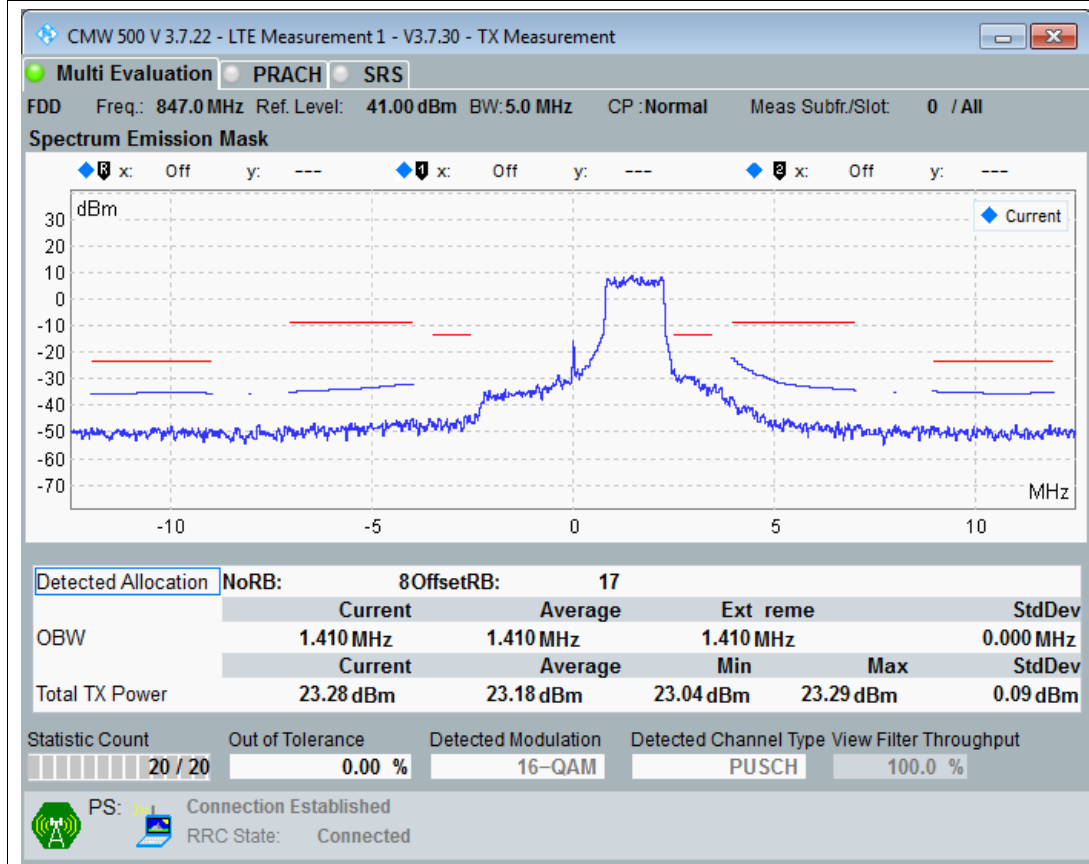 CMW 500 V 3.7.22 - LTE Measurement 1 - V3.7.30 - TX Measurement
Multi Evaluation PRACH SRS
FDD Freq.: 847.0 MHz Ref. Level: 41.00 dBm BW: 5.0 MHz CP : Normal Meas Subfr./Slot: 0 / All
Spectrum Emission Mask
R x: Off y: --- 1 x: Off y: --- 2 x: Off y: ---
dBm
Current
30
20
10
0
-10
-20
-30
-40
-50
-60
-70
MHz
-10 -5 0 5 10
Detected Allocation NoRB: 8 OffsetRB: 17
Current Average Ext reme StdDev
OBW 1.410 MHz 1.410 MHz 1.410 MHz 0.000 MHz
Current Average Min Max StdDev
Total TX Power 23.28 dBm 23.18 dBm 23.04 dBm 23.29 dBm 0.09 dBm
Statistic Count Out of Tolerance Detected Modulation Detected Channel Type View Filter Throughput
20 / 20 0.00 % 16-QAM PUSCH 100.0 %
PS: Connection Established
RRC State: Connected